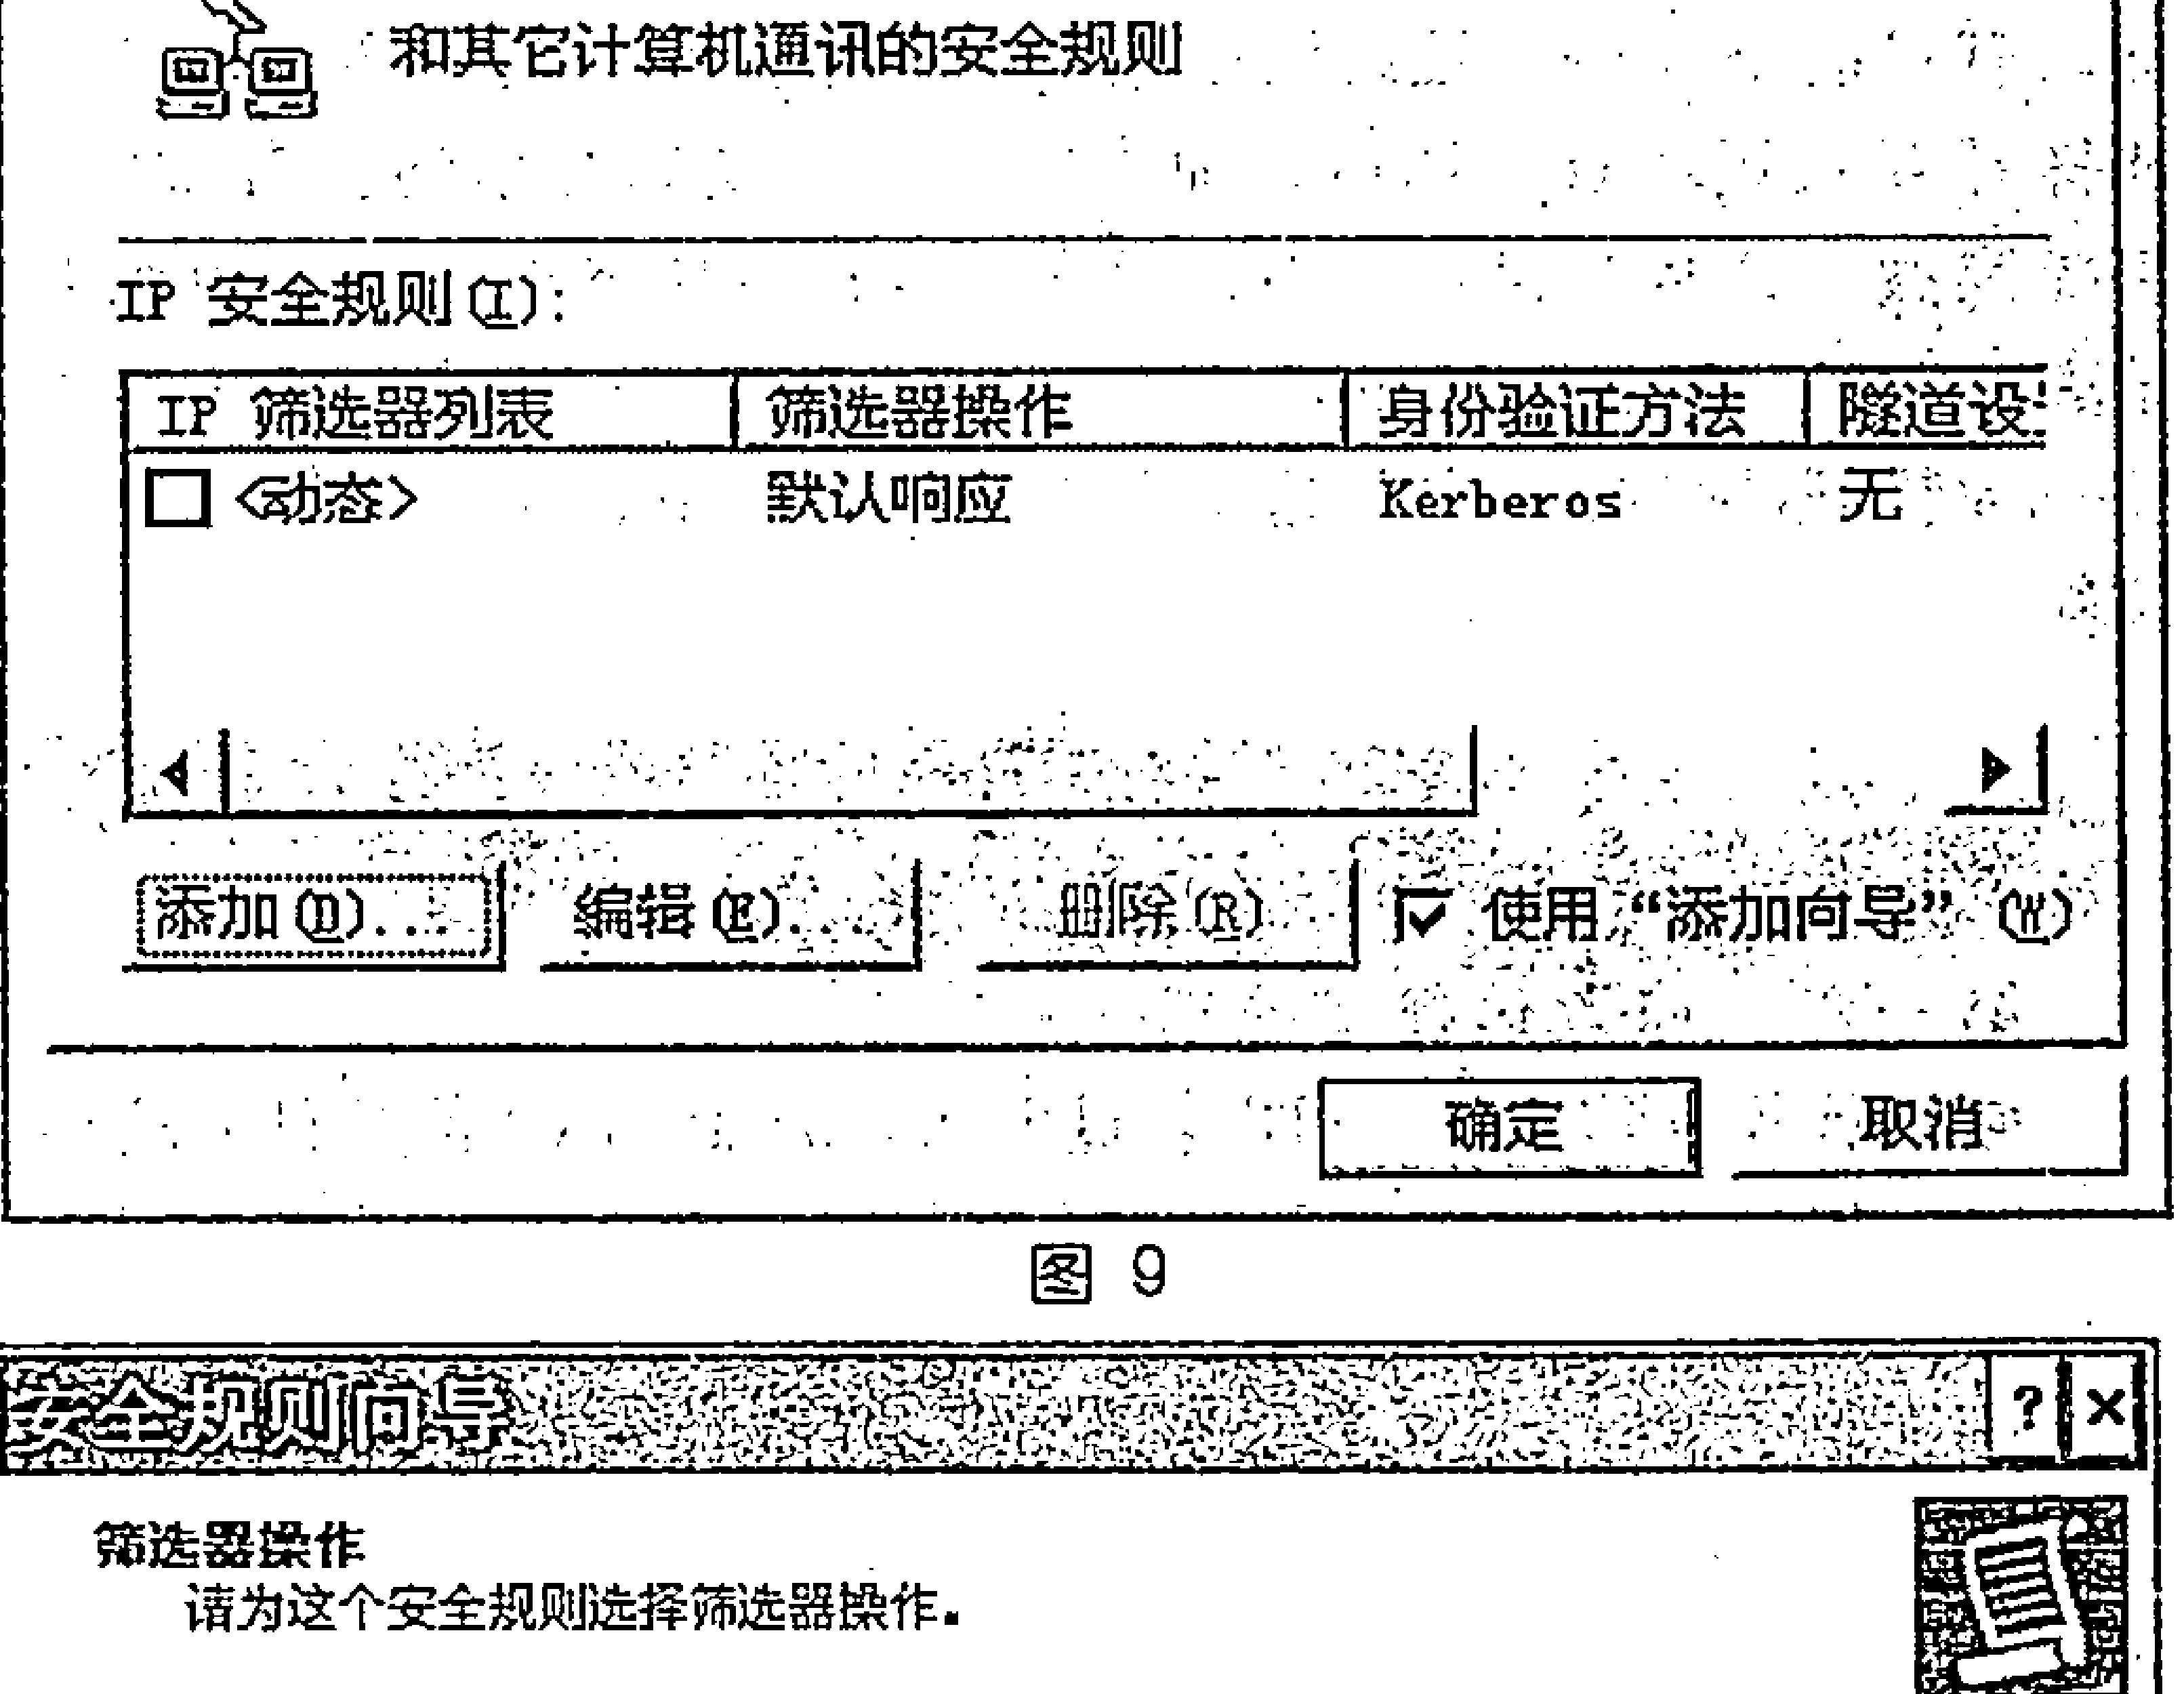 和其它计算机通讯的安全规则
IP 安全规则(I):
IP 筛选器列表 筛选器操作 身份验证方法 隧道设
<动态> 默认响应 Kerberos 无
添加(D)... 编辑(E)... 删除(R) 使用“添加向导”(W)
确定 取消
图 9
安全规则向导 ? ×
筛选器操作
请为这个安全规则选择筛选器操作.